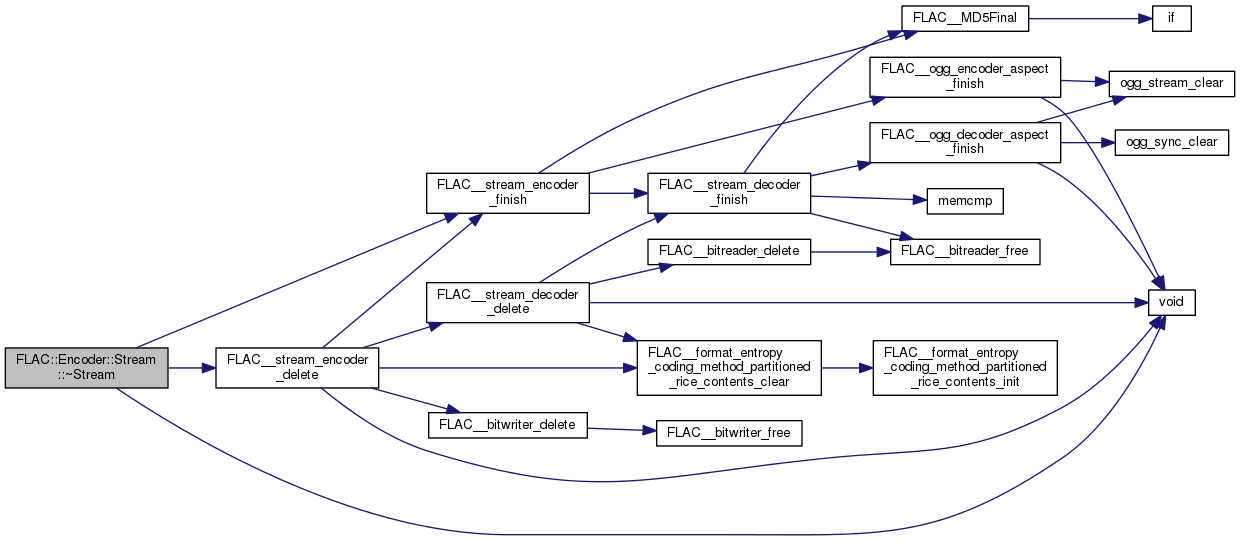 FLAC__MD5Final
if
FLAC__ogg_encoder_aspect
_finish
ogg_stream_clear
FLAC__ogg_decoder_aspect
_finish
ogg_sync_clear
FLAC__stream_encoder
_finish
FLAC__stream_decoder
_finish
memcmp
FLAC__bitreader_delete
FLAC__bitreader_free
FLAC__stream_decoder
_delete
void
FLAC::Encoder::Stream
::~Stream
FLAC__stream_encoder
_delete
FLAC__format_entropy
_coding_method_partitioned
_rice_contents_clear
FLAC__format_entropy
_coding_method_partitioned
_rice_contents_init
FLAC__bitwriter_delete
FLAC__bitwriter_free